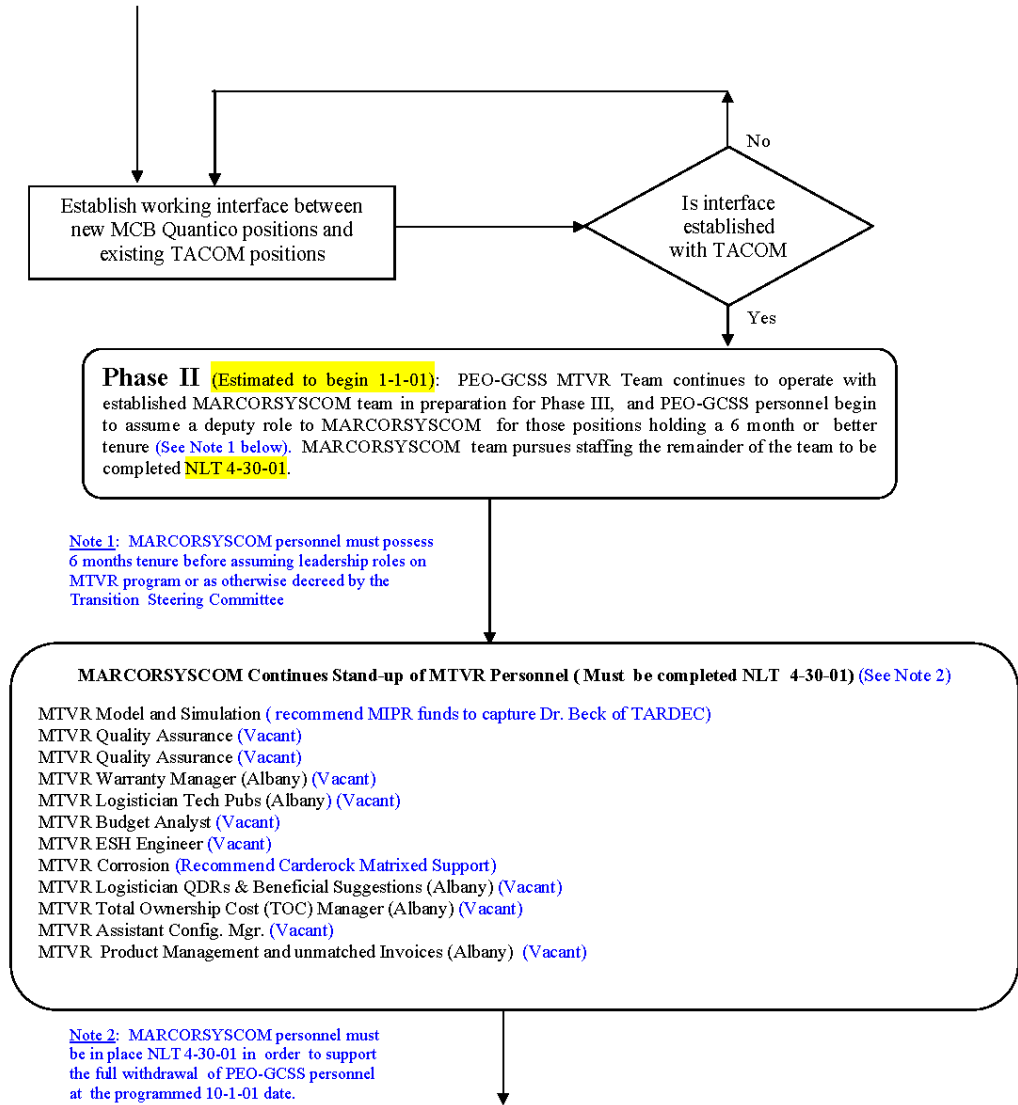 No
Establish working interface between
new MCB Quantico positions and
existing TACOM positions
Is interface
established
with TACOM
Yes
Phase II (Estimated to begin 1-1-01): PEO-GCSS MTVR Team continues to operate with
established MARCORSYSCOM team in preparation for Phase III, and PEO-GCSS personnel begin
to assume a deputy role to MARCORSYSCOM for those positions holding a 6 month or better
tenure (See Note 1 below). MARCORSYSCOM team pursues staffing the remainder of the team to be
completed NLT 4-30-01.
Note 1: MARCORSYSCOM personnel must possess
6 months tenure before assuming leadership roles on
MTVR program or as otherwise decreed by the
Transition Steering Committee
MARCORSYSCOM Continues Stand-up of MTVR Personnel ( Must be completed NLT 4-30-01) (See Note 2)
MTVR Model and Simulation ( recommend MIPR funds to capture Dr. Beck of TARDEC)
MTVR Quality Assurance (Vacant)
MTVR Quality Assurance (Vacant)
MTVR Warranty Manager (Albany) (Vacant)
MTVR Logistician Tech Pubs (Albany) (Vacant)
MTVR Budget Analyst (Vacant)
MTVR ESH Engineer (Vacant)
MTVR Corrosion (Recommend Carderock Matrixed Support)
MTVR Logistician QDRs & Beneficial Suggestions (Albany) (Vacant)
MTVR Total Ownership Cost (TOC) Manager (Albany) (Vacant)
MTVR Assistant Config. Mgr. (Vacant)
MTVR Product Management and unmatched Invoices (Albany) (Vacant)
Note 2: MARCORSYSCOM personnel must
be in place NLT 4-30-01 in order to support
the full withdrawal of PEO-GCSS personnel
at the programmed 10-1-01 date.